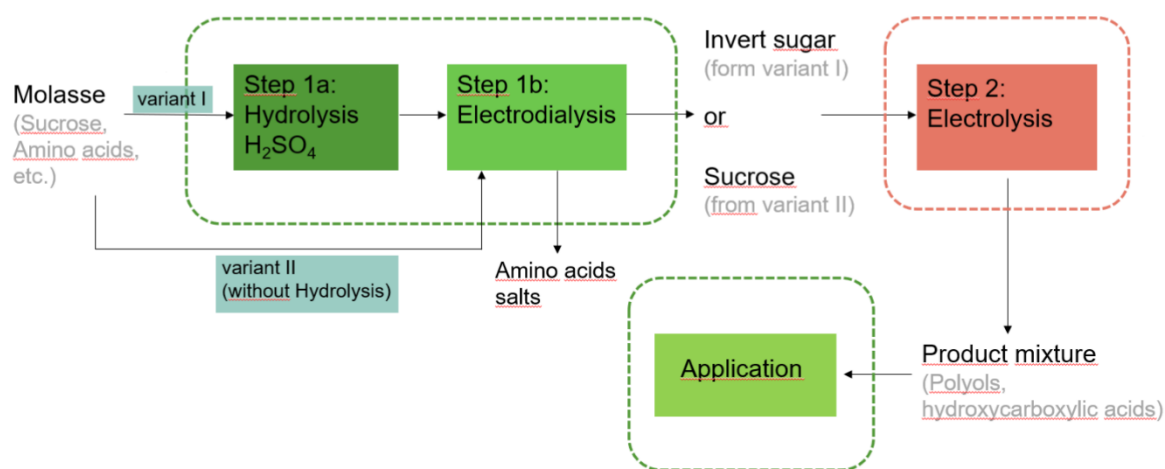 Molasse
(Sucrose,
Amino acids,
etc.)
variant I
Step 1a:
Hydrolysis
H₂SO₄
Step 1b:
Electrodialysis
Invert sugar
(form variant I)
or
Sucrose
(from variant II)
Step 2:
Electrolysis
variant II
(without Hydrolysis)
Amino acids
salts
Application
Product mixture
(Polyols,
hydroxycarboxylic acids)